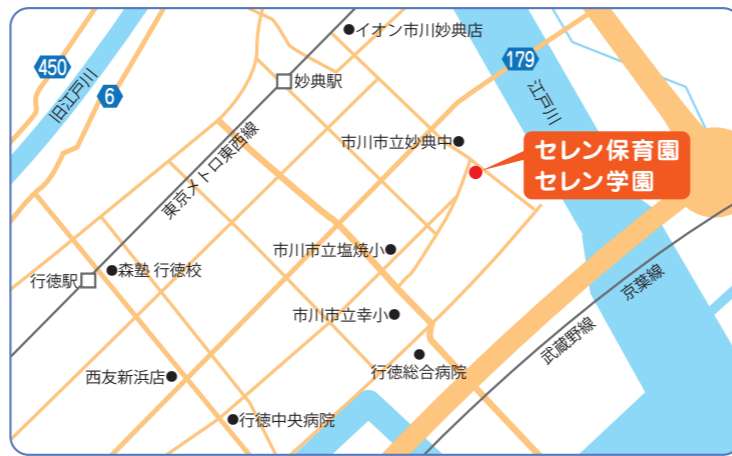 イオン市川妙典店
450
179
6
妙典駅
旧江戸川
江戸川
東京メトロ東西線
市川市立妙典中
セレン保育園
セレン学園
市川市立塩焼小
行徳駅
森塾 行徳校
京葉線
市川市立幸小
武蔵野線
行徳総合病院
西友新浜店
行徳中央病院